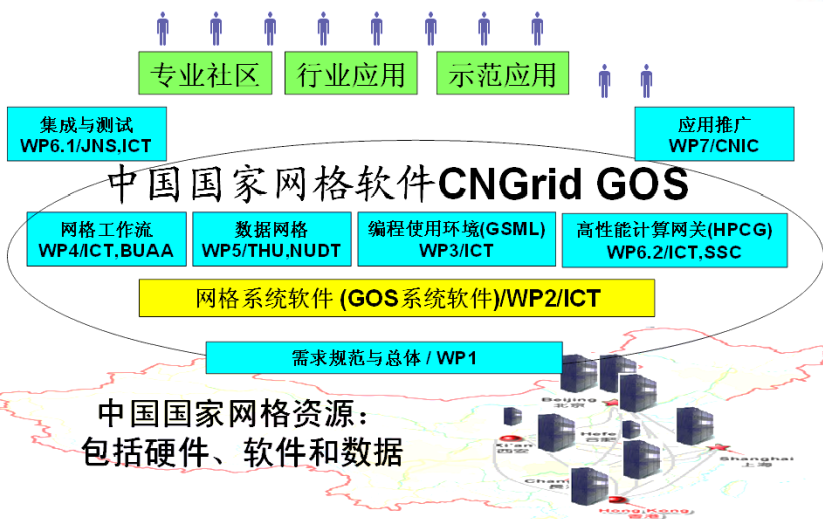 专业社区
行业应用
示范应用
集成与测试
WP6.1/JNS,ICT
应用推广
WP7/CNIC
中国国家网格软件CNGrid GOS
网格工作流
WP4/ICT,BUAA
数据网格
WP5/THU,NUDT
编程使用环境(GSML)
WP3/ICT
高性能计算网关(HPCG)
WP6.2/ICT,SSC
网格系统软件 (GOS系统软件)/WP2/ICT
需求规范与总体 / WP1
中国国家网格资源：
包括硬件、软件和数据
Beijing
北京
Hefe
合肥
Xi'an
西安
Shanghai
上海
Cham
Hong Kong
香港